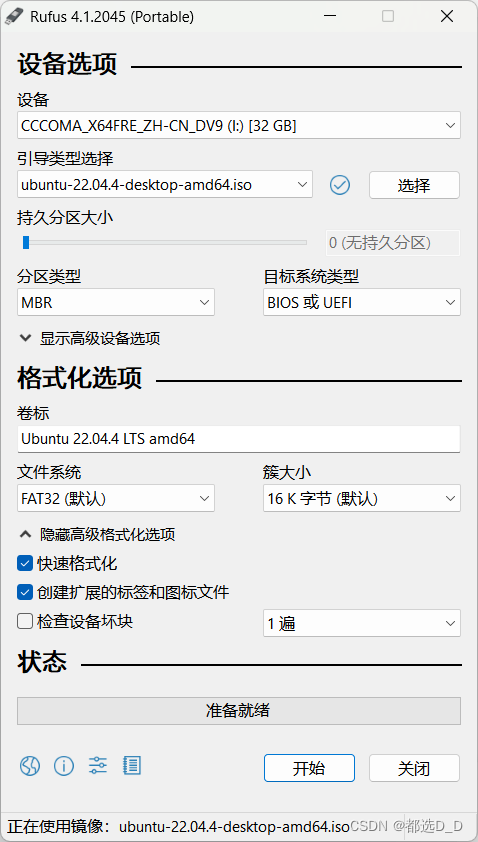 Rufus 4.1.2045 (Portable)
设备选项
设备
CCCOMA_X64FRE_ZH-CN_DV9 (I:) [32 GB]
引导类型选择
ubuntu-22.04.4-desktop-amd64.iso
选择
持久分区大小
0 (无持久分区)
分区类型 目标系统类型
MBR BIOS 或 UEFI
显示高级设备选项
格式化选项
卷标
Ubuntu 22.04.4 LTS amd64
文件系统 簇大小
FAT32 (默认) 16 K 字节 (默认)
隐藏高级格式化选项
快速格式化
创建扩展的标签和图标文件
检查设备坏块 1 遍
状态
准备就绪
开始 关闭
正在使用镜像：ubuntu-22.04.4-desktop-amd64.iso
CSDN @都选D_D